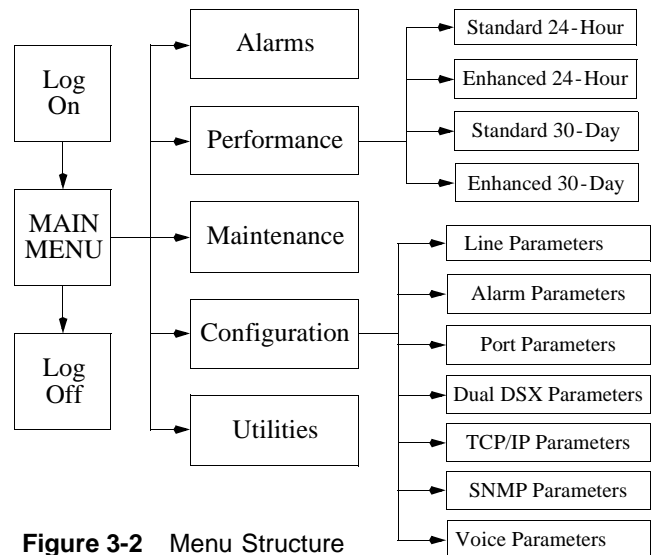 Log
On
MAIN
MENU
Log
Off
Alarms
Performance
Maintenance
Configuration
Utilities
Standard 24-Hour
Enhanced 24-Hour
Standard 30-Day
Enhanced 30-Day
Line Parameters
Alarm Parameters
Port Parameters
Dual DSX Parameters
TCP/IP Parameters
SNMP Parameters
Voice Parameters
Figure 3-2 Menu Structure